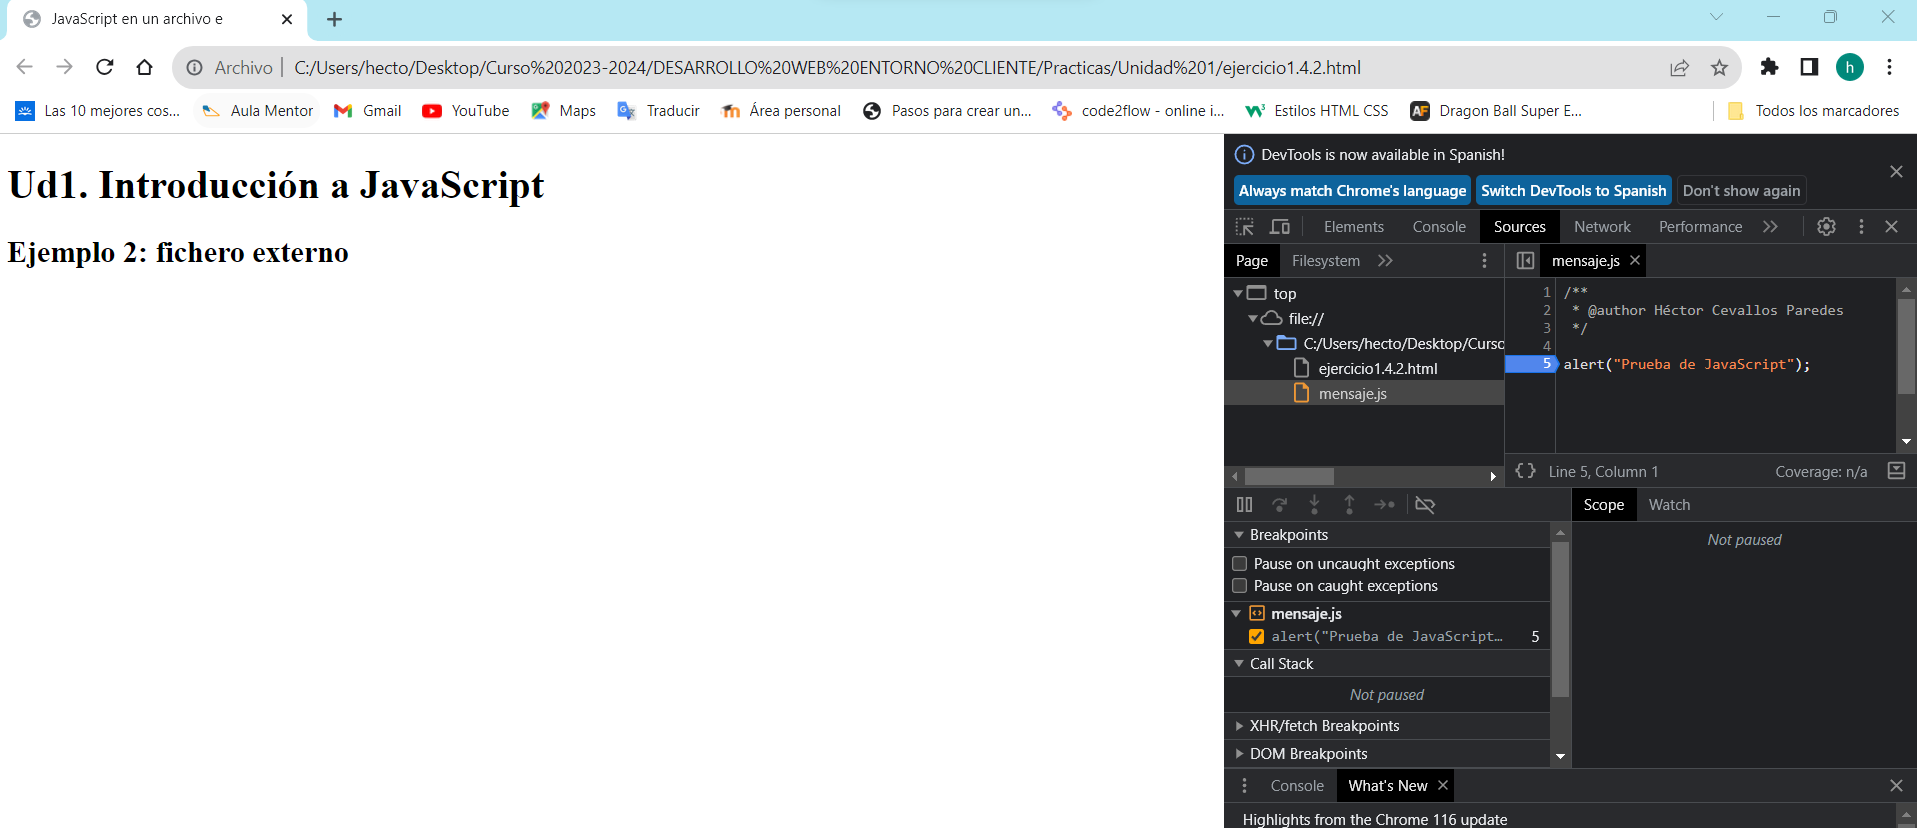 JavaScript en un archivo e
Archivo | C:/Users/hecto/Desktop/Curso%202023-2024/DESARROLLO%20WEB%20ENTORNO%20CLIENTE/Practicas/Unidad%201/ejercicio1.4.2.html
h
Las 10 mejores cos... Aula Mentor Gmail YouTube Maps Traducir Área personal Pasos para crear un... code2flow - online i... Estilos HTML CSS AF Dragon Ball Super E... Todos los marcadores
Ud1. Introducción a JavaScript
Ejemplo 2: fichero externo
DevTools is now available in Spanish!
Always match Chrome's language Switch DevTools to Spanish Don't show again
Elements Console Sources Network Performance
Page Filesystem
mensaje.js
top
file://
C:/Users/hecto/Desktop/Curso
ejercicio1.4.2.html
mensaje.js
1 /**
2 * @author Héctor Cevallos Paredes
3 */
4
5 alert("Prueba de JavaScript");
{} Line 5, Column 1 Coverage: n/a
Scope Watch
Not paused
Breakpoints
Pause on uncaught exceptions
Pause on caught exceptions
mensaje.js
alert("Prueba de JavaScript… 5
Call Stack
Not paused
XHR/fetch Breakpoints
DOM Breakpoints
Console What's New
Highlights from the Chrome 116 update